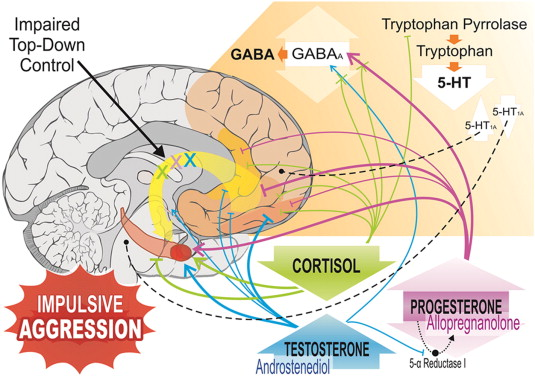 Impaired
Top-Down
Control
GABA
GABAA
Tryptophan Pyrrolase
Tryptophan
5-HT
5-HT1A
5-HT1A
X X X
CORTISOL
IMPULSIVE
AGGRESSION
TESTOSTERONE
Androstenediol
PROGESTERONE
Allopregnanolone
5-α Reductase I